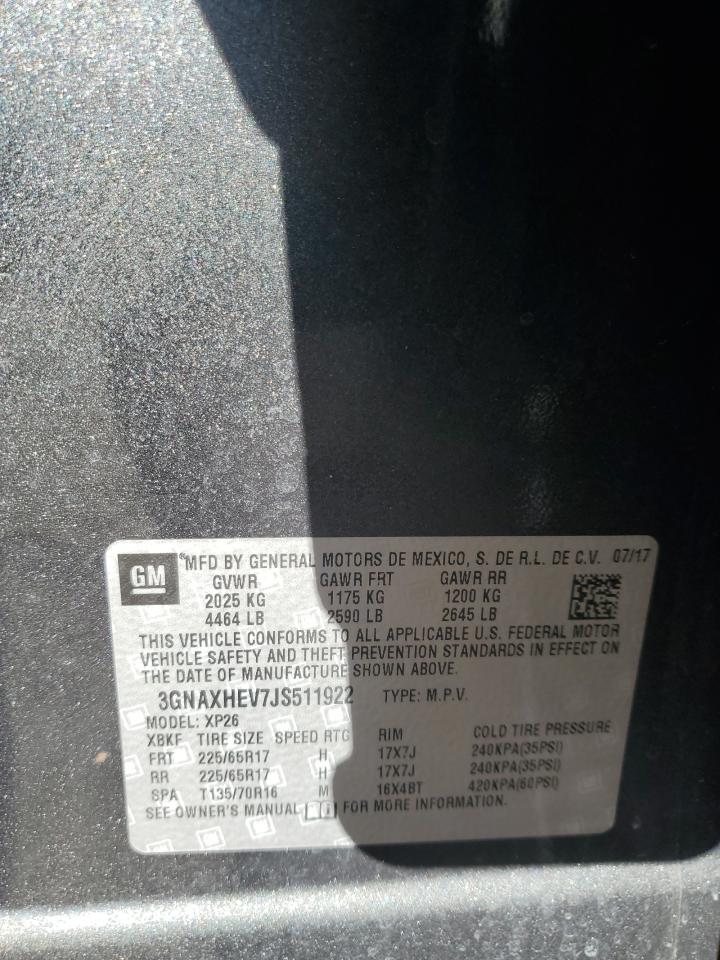 GM ®MFD BY GENERAL MOTORS DE MEXICO, S. DE R.L. DE C.V. 07/17
GVWR GAWR FRT GAWR RR
2025 KG 1175 KG 1200 KG
4464 LB 2590 LB 2645 LB
THIS VEHICLE CONFORMS TO ALL APPLICABLE U.S. FEDERAL MOTOR
VEHICLE SAFETY AND THEFT PREVENTION STANDARDS IN EFFECT ON
THE DATE OF MANUFACTURE SHOWN ABOVE.
3GNAXHEV7JS511922 TYPE: M.P.V.
MODEL: XP26
XBKF TIRE SIZE SPEED RTG RIM COLD TIRE PRESSURE
FRT 225/65R17 H 17X7J 240KPA(35PSI)
RR 225/65R17 H 17X7J 240KPA(35PSI)
SPA T135/70R16 M 16X4BT 420KPA(60PSI)
SEE OWNER'S MANUAL FOR MORE INFORMATION.